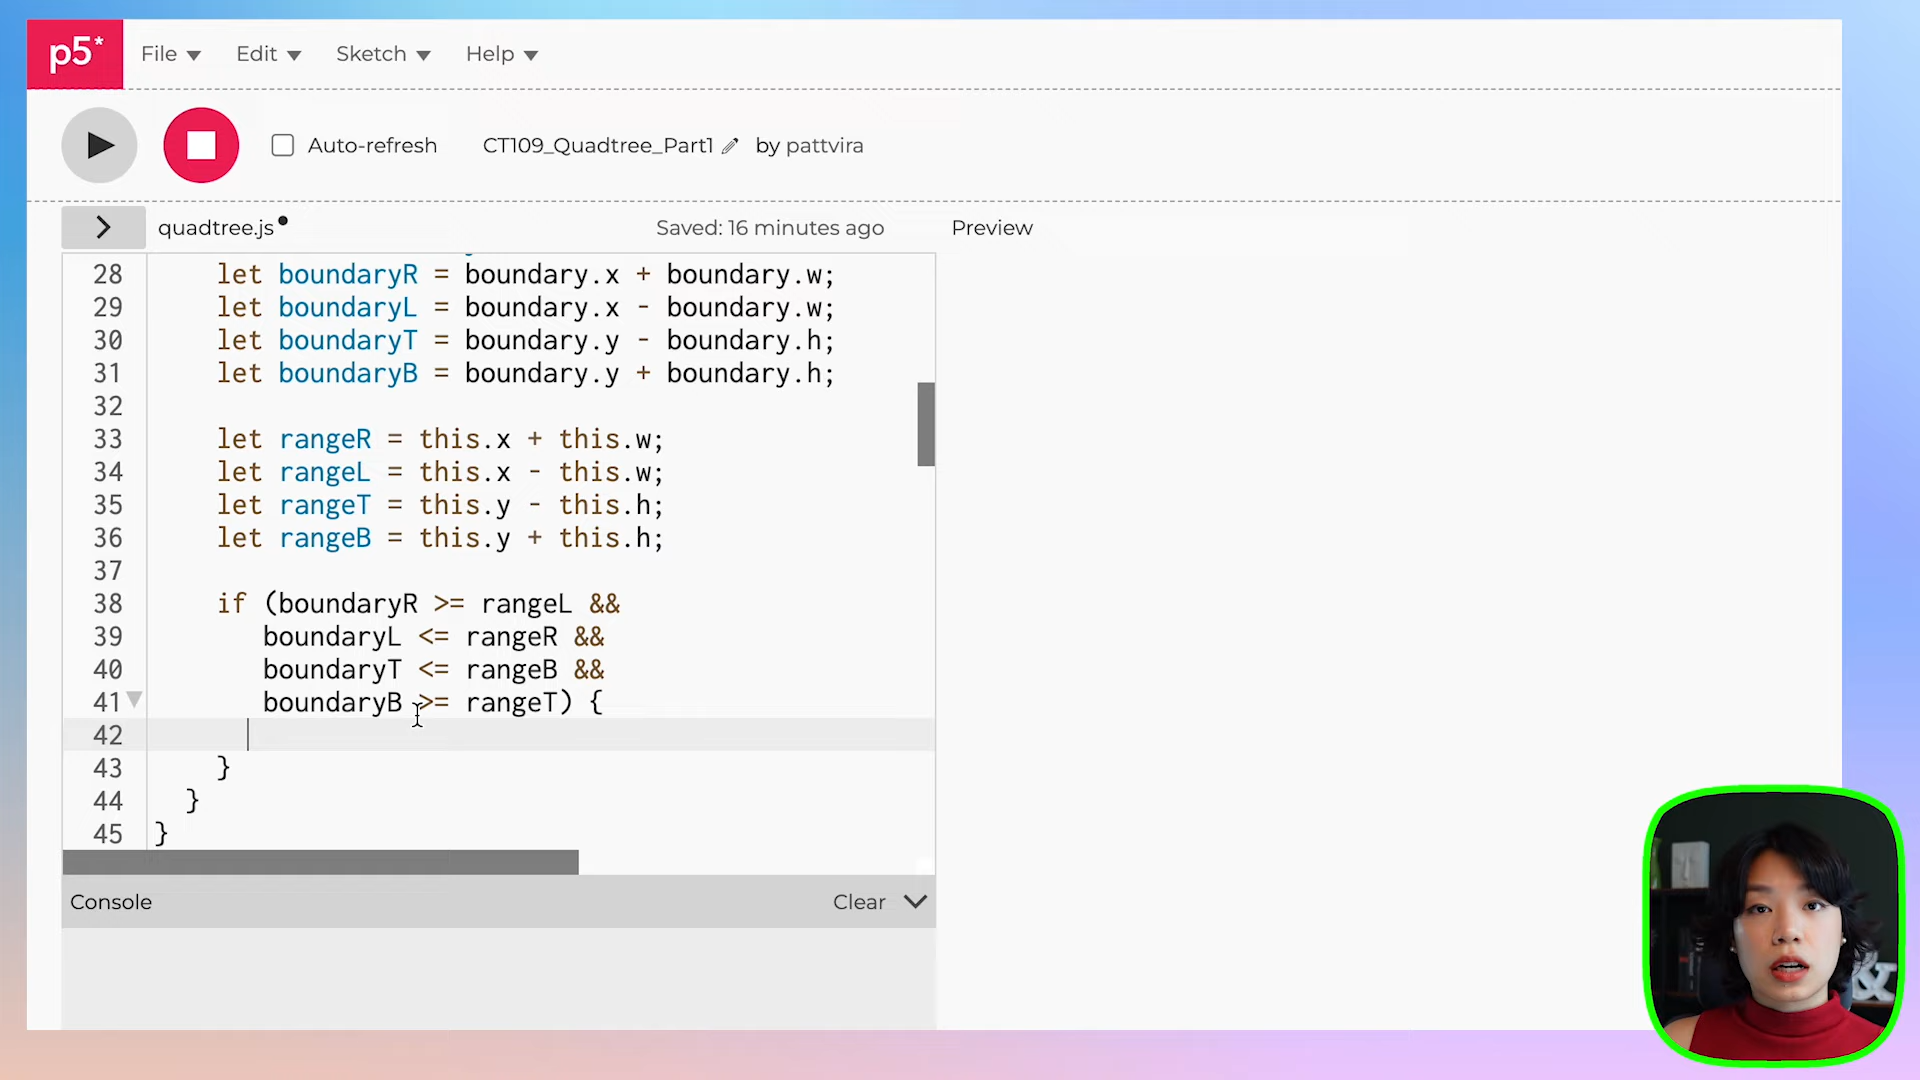 p5*
File Edit Sketch Help
Auto-refresh CT109_Quadtree_Part1 by pattvira
quadtree.js Saved: 16 minutes ago Preview
28 let boundaryR = boundary.x + boundary.w;
29 let boundaryL = boundary.x - boundary.w;
30 let boundaryT = boundary.y - boundary.h;
31 let boundaryB = boundary.y + boundary.h;
32
33 let rangeR = this.x + this.w;
34 let rangeL = this.x - this.w;
35 let rangeT = this.y - this.h;
36 let rangeB = this.y + this.h;
37
38 if (boundaryR >= rangeL &&
39 boundaryL <= rangeR &&
40 boundaryT <= rangeB &&
41 boundaryB >= rangeT) {
42
43 }
44 }
45 }
Console Clear
&